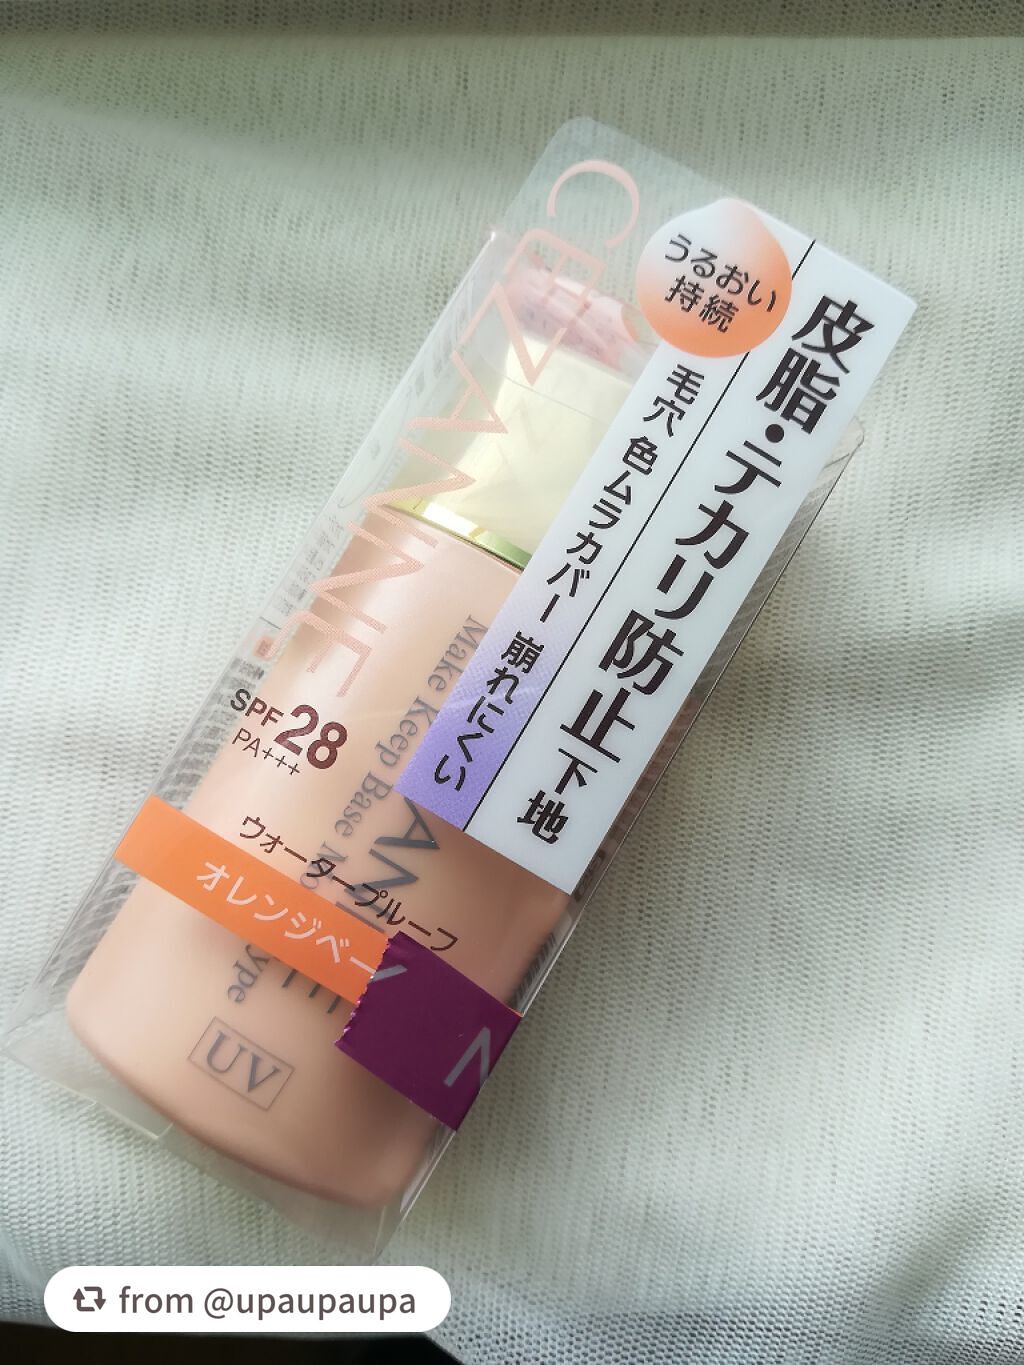 CEZANNE
うるおい
持続
皮脂・テカリ防止下地
毛穴 色ムラカバー 崩れにくい
Make Keep Base
SPF28
PA+++
ウォータープルーフ
オレンジベー
UV
from @upaupaupa